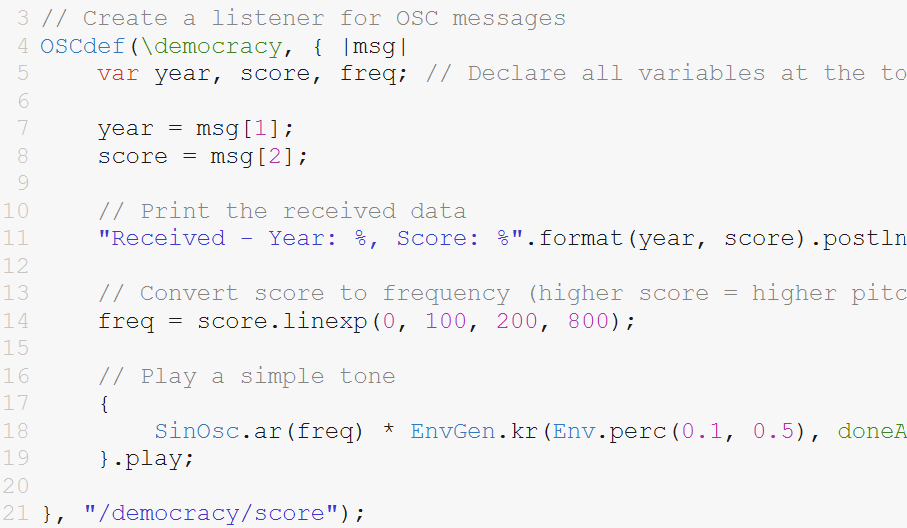 3 // Create a listener for OSC messages
4 OSCdef(\democracy, { |msg|
5     var year, score, freq; // Declare all variables at the to
6
7     year = msg[1];
8     score = msg[2];
9
10     // Print the received data
11     "Received - Year: %, Score: %".format(year, score).postln
12
13     // Convert score to frequency (higher score = higher pitc
14     freq = score.linexp(0, 100, 200, 800);
15
16     // Play a simple tone
17     {
18         SinOsc.ar(freq) * EnvGen.kr(Env.perc(0.1, 0.5), doneA
19     }.play;
20
21 }, "/democracy/score");